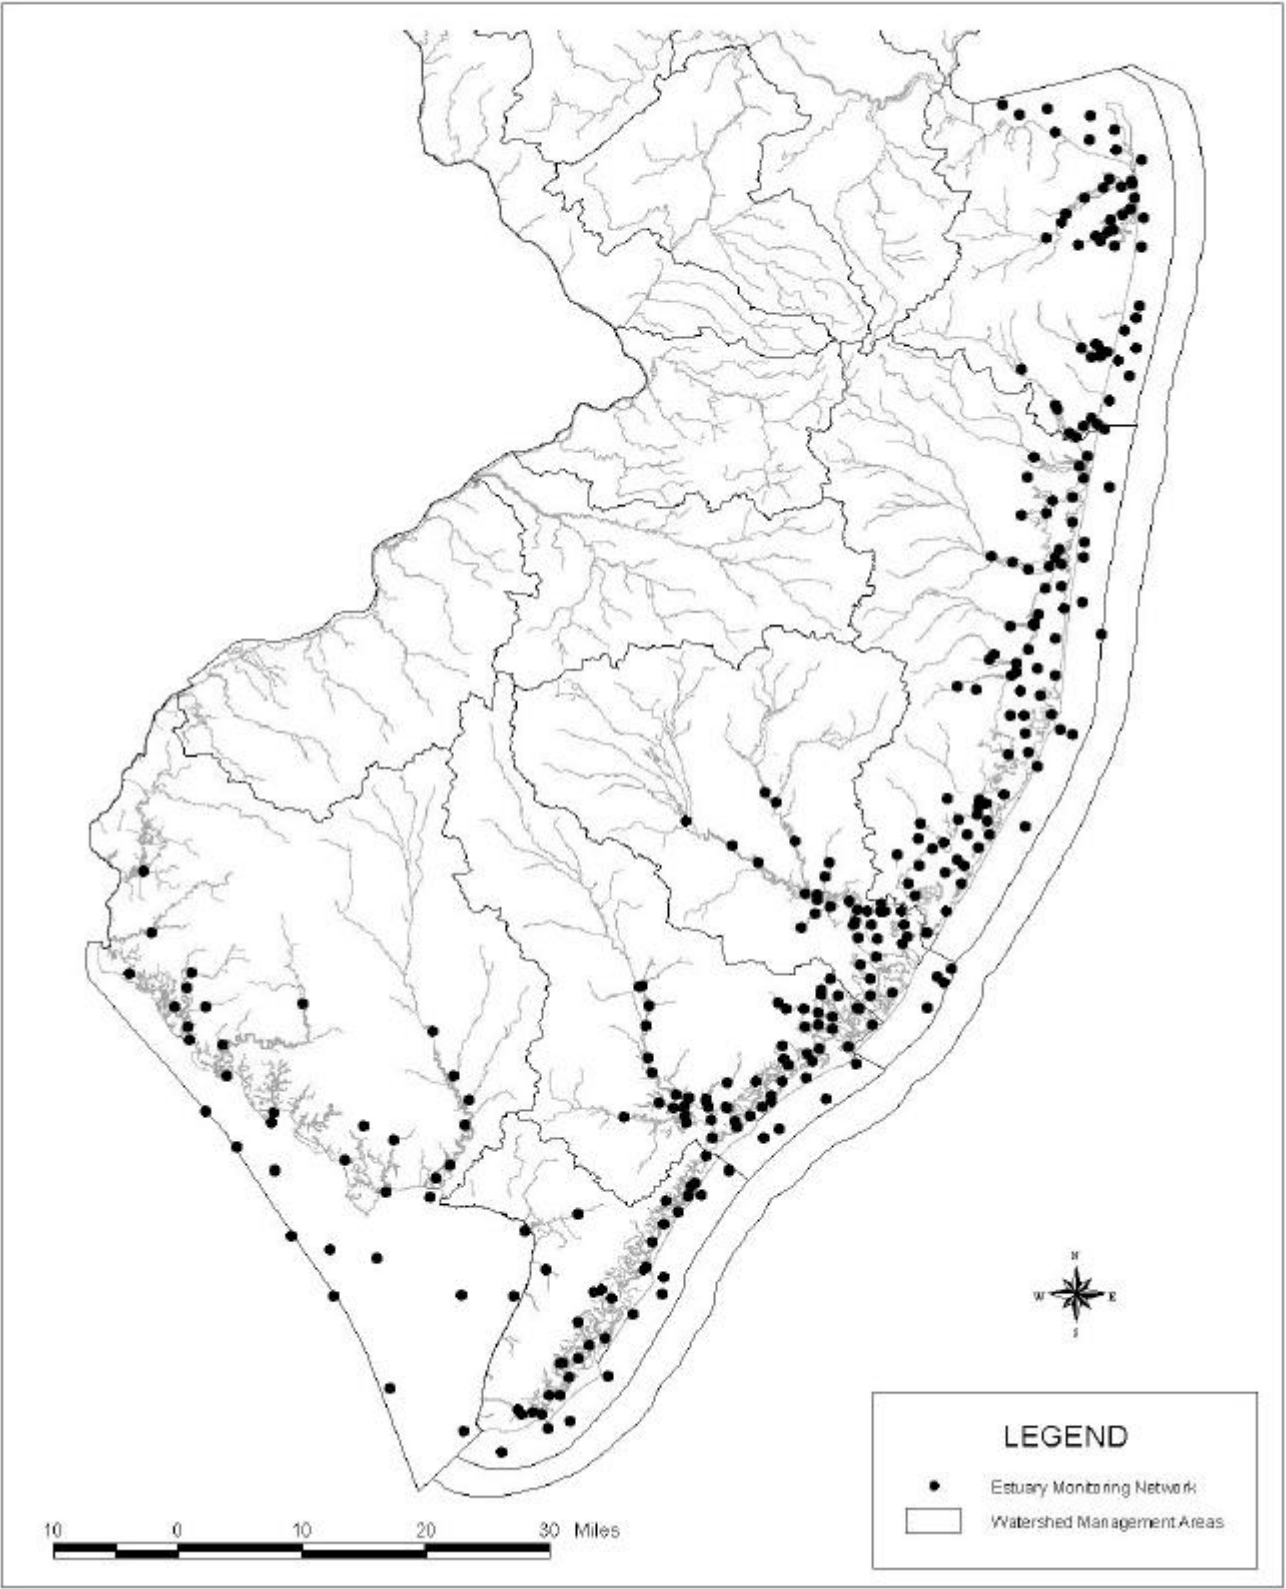 N
W E
S
LEGEND
Estuary Monitoring Network
Watershed Management Areas
10 0 10 20 30 Miles